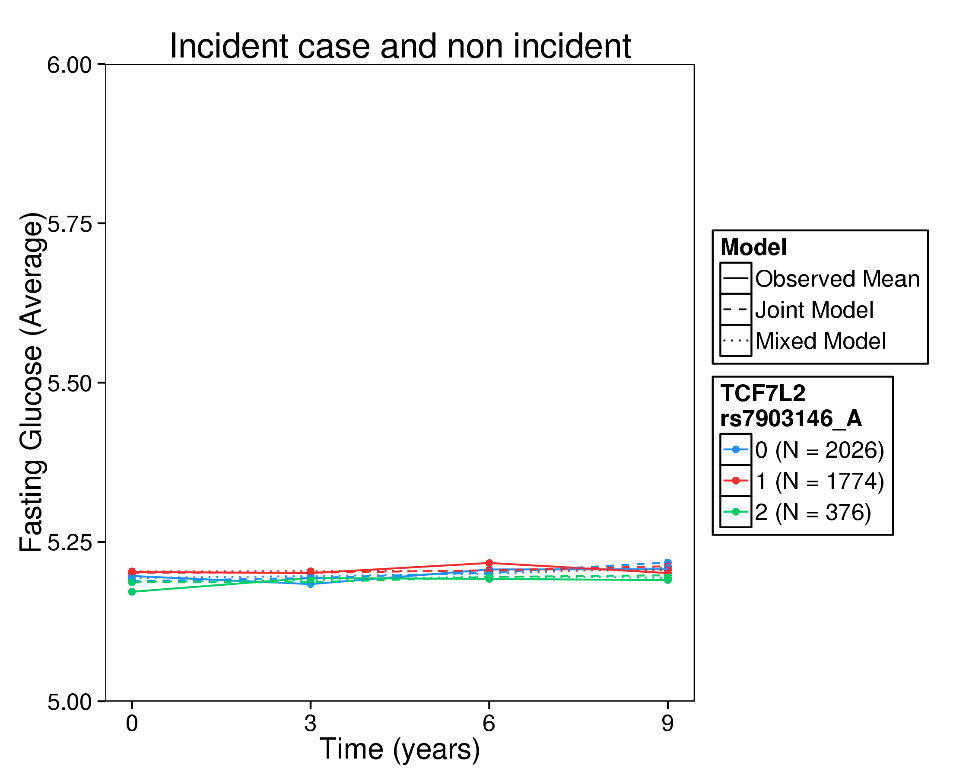 Incident case and non incident
6.00
5.75
5.50
5.25
5.00
Fasting Glucose (Average)
0 3 6 9
Time (years)
Model
Observed Mean
Joint Model
Mixed Model
TCF7L2
rs7903146_A
0 (N = 2026)
1 (N = 1774)
2 (N = 376)